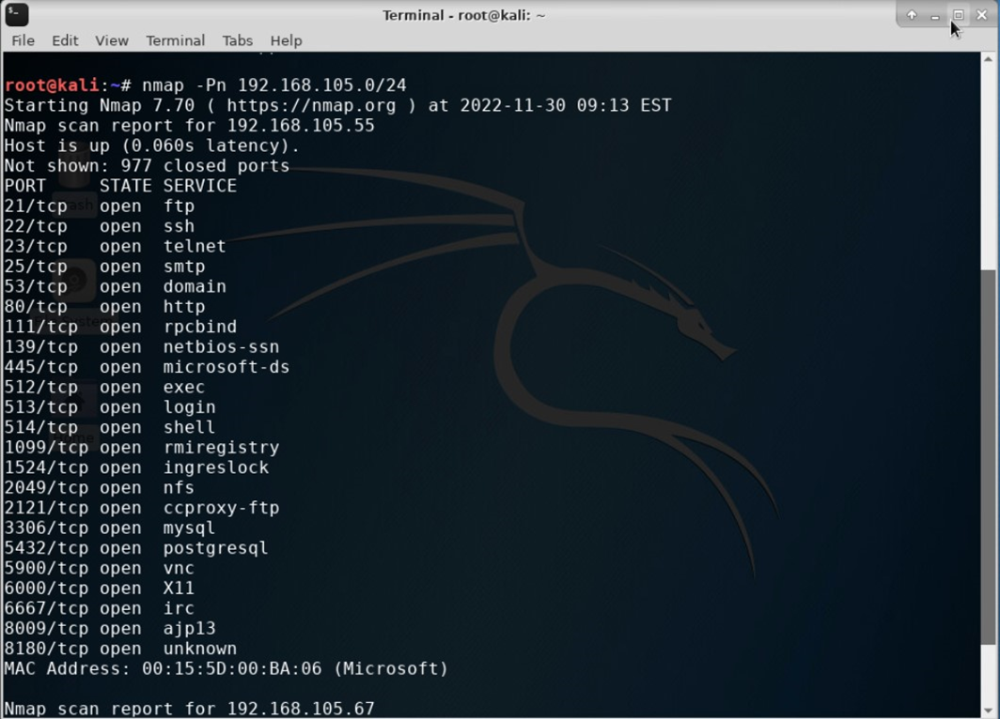 Terminal - root@kali: ~
File Edit View Terminal Tabs Help
root@kali:~# nmap -Pn 192.168.105.0/24
Starting Nmap 7.70 ( https://nmap.org ) at 2022-11-30 09:13 EST
Nmap scan report for 192.168.105.55
Host is up (0.060s latency).
Not shown: 977 closed ports
PORT     STATE SERVICE
21/tcp   open  ftp
22/tcp   open  ssh
23/tcp   open  telnet
25/tcp   open  smtp
53/tcp   open  domain
80/tcp   open  http
111/tcp  open  rpcbind
139/tcp  open  netbios-ssn
445/tcp  open  microsoft-ds
512/tcp  open  exec
513/tcp  open  login
514/tcp  open  shell
1099/tcp open  rmiregistry
1524/tcp open  ingreslock
2049/tcp open  nfs
2121/tcp open  ccproxy-ftp
3306/tcp open  mysql
5432/tcp open  postgresql
5900/tcp open  vnc
6000/tcp open  X11
6667/tcp open  irc
8009/tcp open  ajp13
8180/tcp open  unknown
MAC Address: 00:15:5D:00:BA:06 (Microsoft)
Nmap scan report for 192.168.105.67